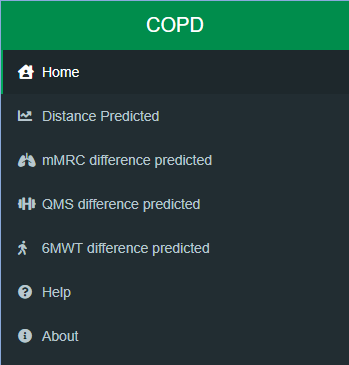 COPD
Home
Distance Predicted
mMRC difference predicted
QMS difference predicted
6MWT difference predicted
Help
About